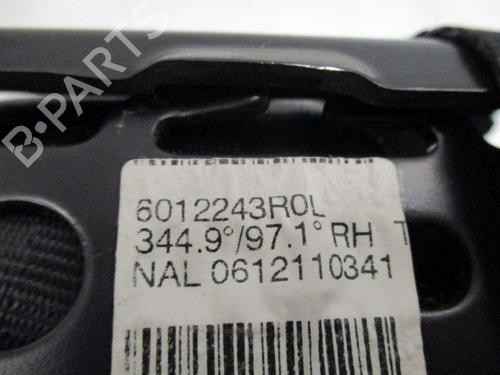 B-PARTS
6012243R0L
344.9°/97.1° RH T
NAL 0612110341